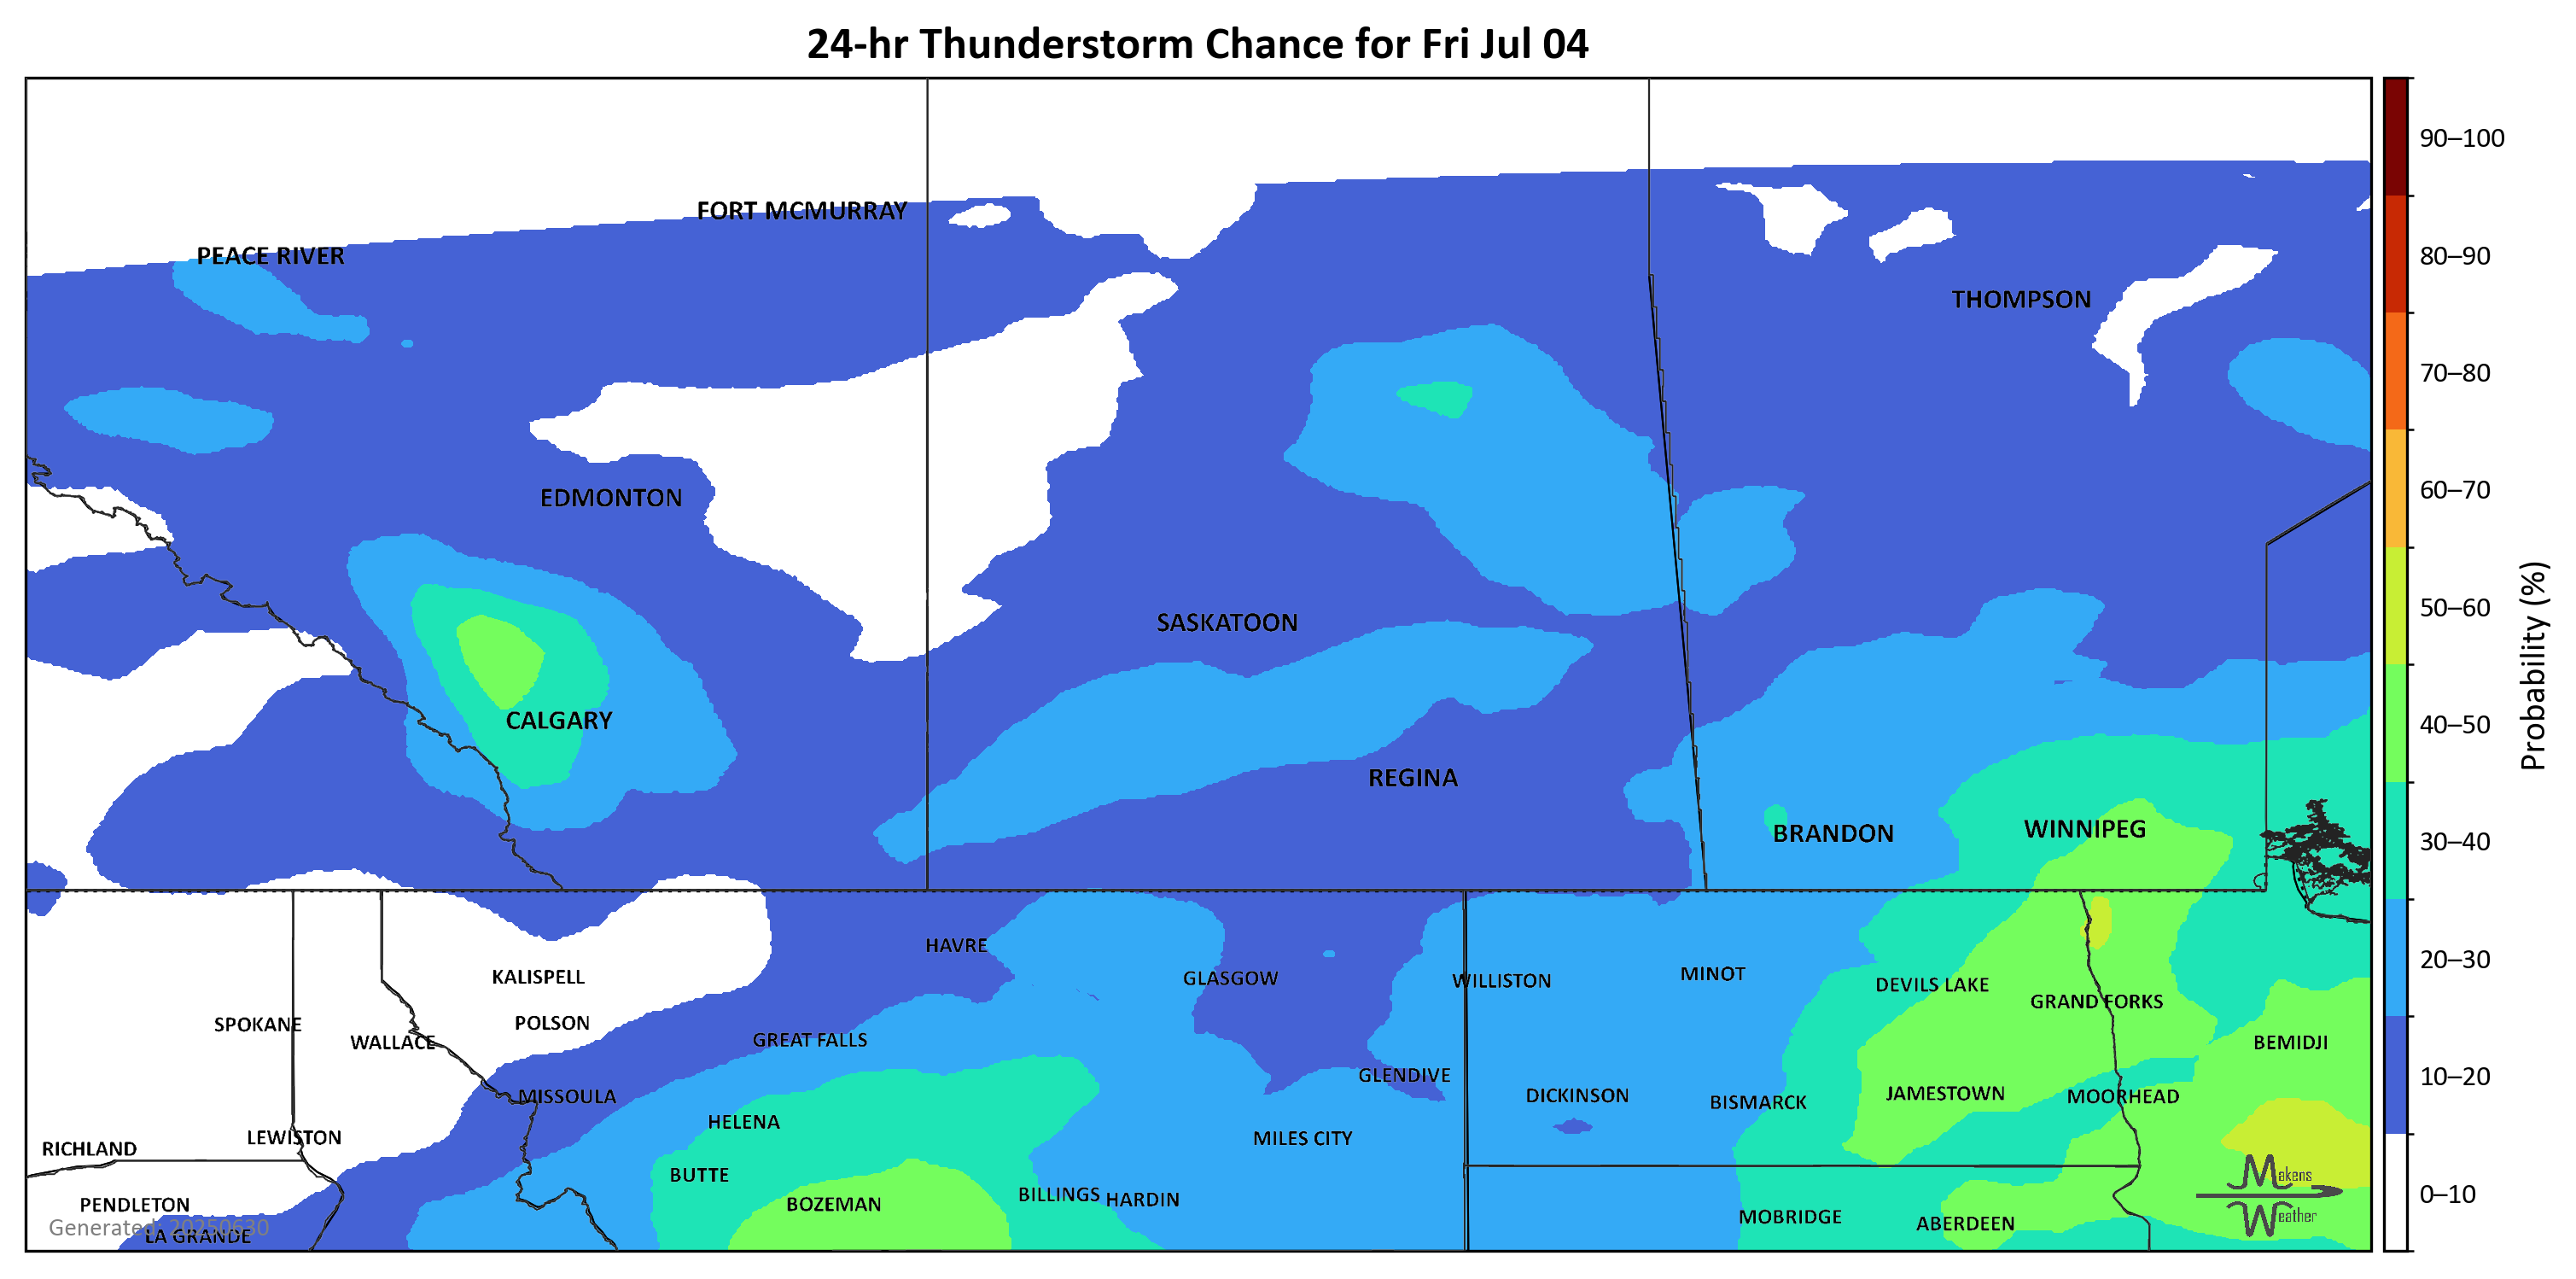 24-hr Thunderstorm Chance for Fri Jul 04
90–100
FORT MCMURRAY
PEACE RIVER
80–90
THOMPSON
70–80
EDMONTON
60–70
SASKATOON
50–60
CALGARY
40–50
Probability (%)
REGINA
BRANDON
WINNIPEG
30–40
HAVRE
20–30
KALISPELL
GLASGOW
WILLISTON
MINOT
DEVILS LAKE
GRAND FORKS
SPOKANE
POLSON
WALLACE
GREAT FALLS
BEMIDJI
10–20
GLENDIVE
MISSOULA
DICKINSON
BISMARCK
JAMESTOWN
MOORHEAD
HELENA
RICHLAND
LEWISTON
MILES CITY
BUTTE
Makens
0–10
PENDLETON
BOZEMAN
BILLINGS
HARDIN
Weather
MOBRIDGE
ABERDEEN
Generated: 20250630
LA GRANDE